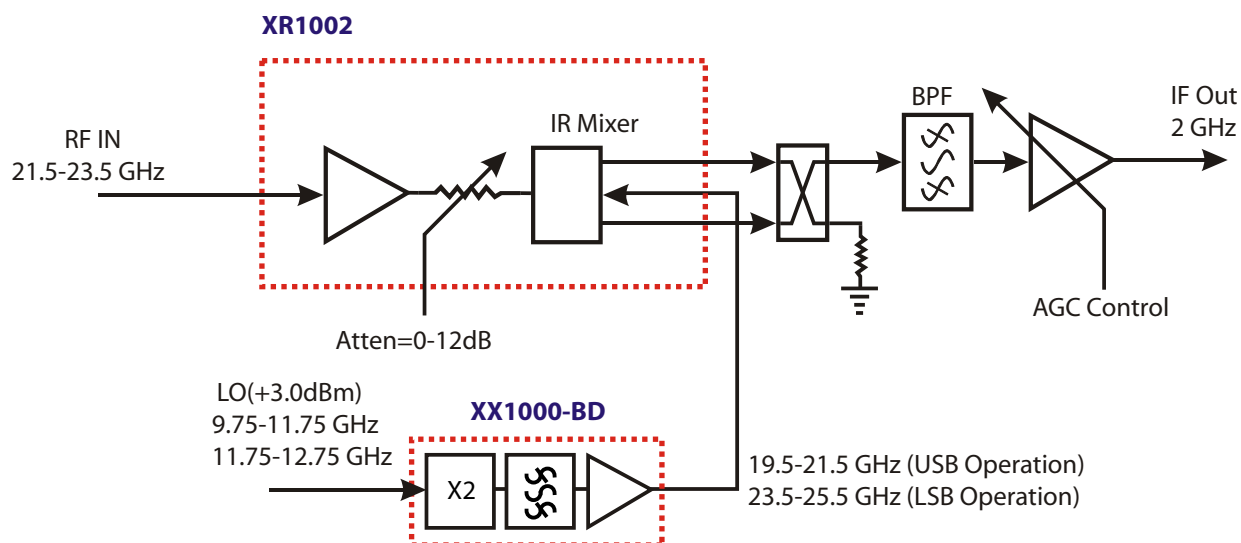 XR1002
RF IN
21.5-23.5 GHz
IR Mixer
BPF
IF Out
2 GHz
Atten=0-12dB
AGC Control
LO(+3.0dBm)
9.75-11.75 GHz
11.75-12.75 GHz
XX1000-BD
X2
19.5-21.5 GHz (USB Operation)
23.5-25.5 GHz (LSB Operation)